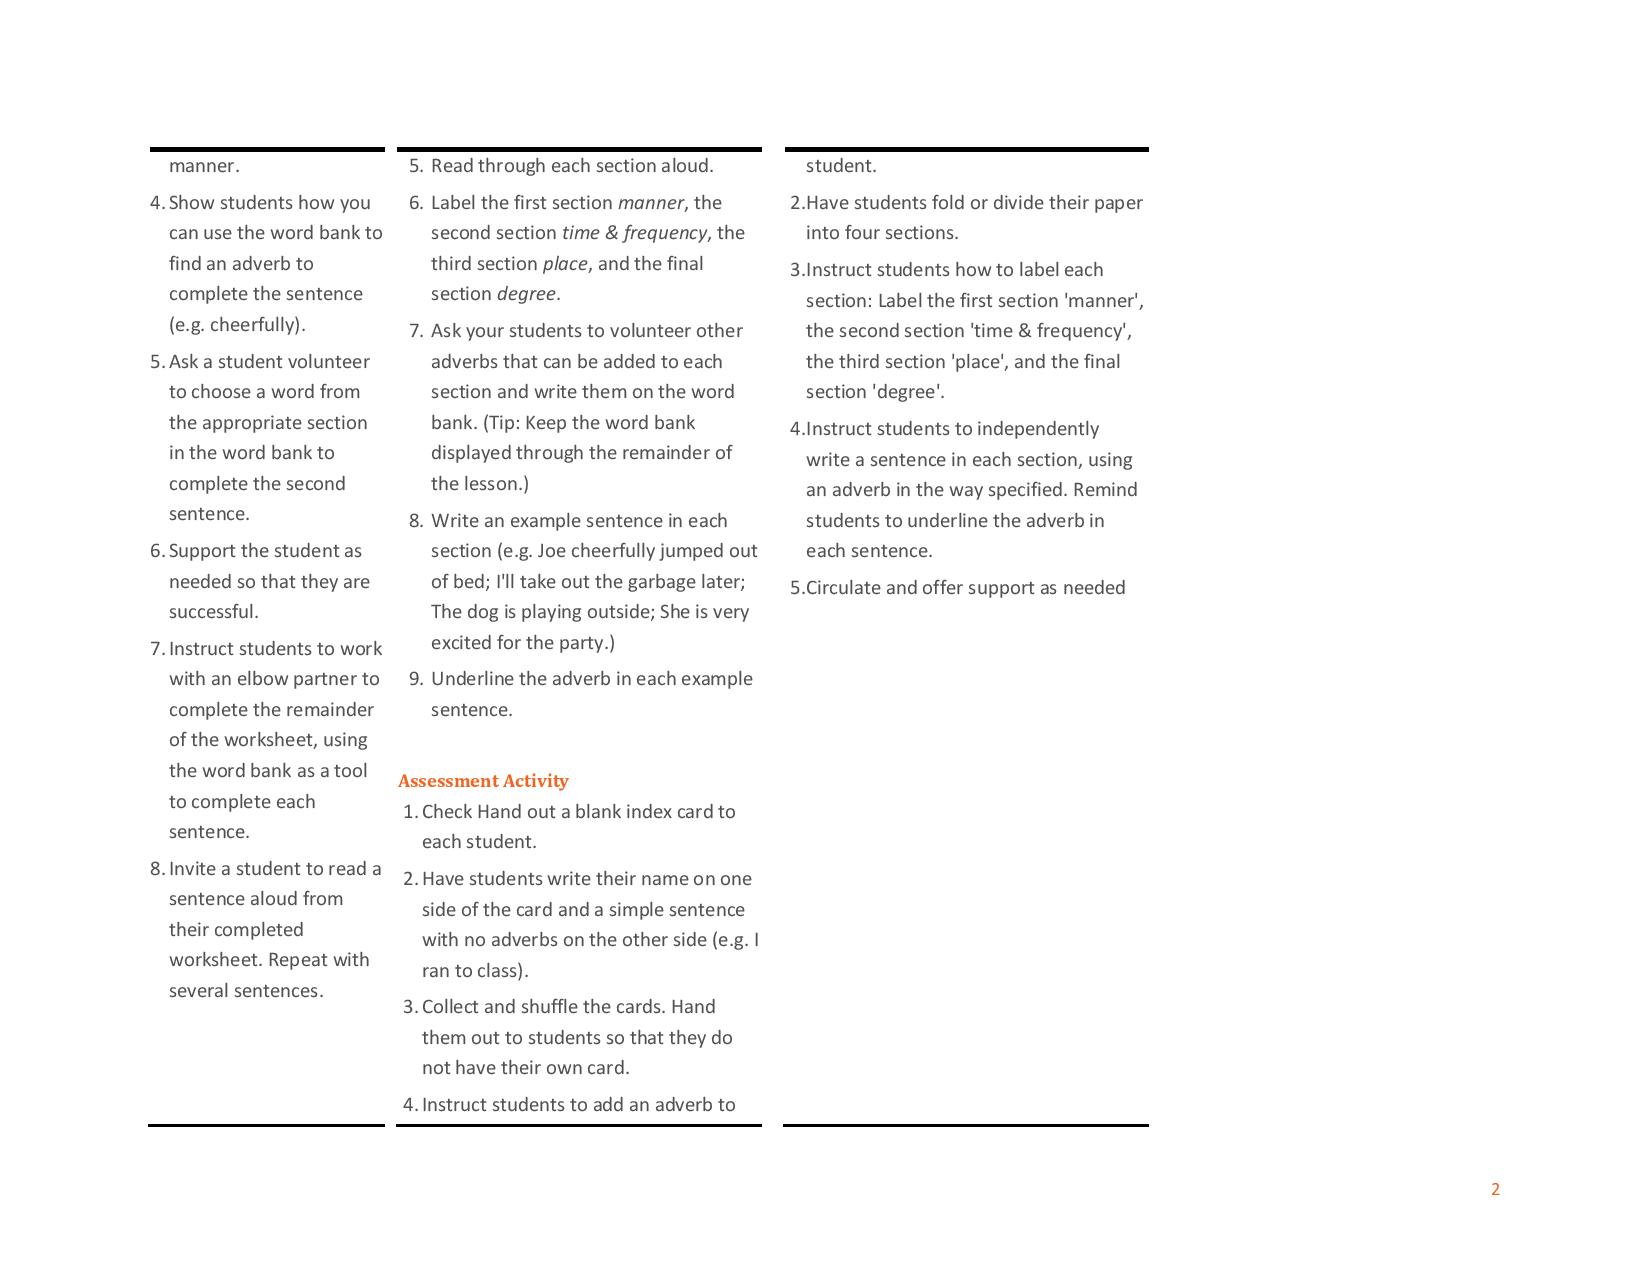 manner.
4. Show students how you
can use the word bank to
find an adverb to
complete the sentence
(e.g. cheerfully).
5. Ask a student volunteer
to choose a word from
the appropriate section
in the word bank to
complete the second
sentence.
6. Support the student as
needed so that they are
successful.
7. Instruct students to work
with an elbow partner to
complete the remainder
of the worksheet, using
the word bank as a tool
to complete each
sentence.
8. Invite a student to read a
sentence aloud from
their completed
worksheet. Repeat with
several sentences.
5. Read through each section aloud.
6. Label the first section manner, the
second section time & frequency, the
third section place, and the final
section degree.
7. Ask your students to volunteer other
adverbs that can be added to each
section and write them on the word
bank. (Tip: Keep the word bank
displayed through the remainder of
the lesson.)
8. Write an example sentence in each
section (e.g. Joe cheerfully jumped out
of bed; I'll take out the garbage later;
The dog is playing outside; She is very
excited for the party.)
9. Underline the adverb in each example
sentence.
Assessment Activity
1. Check Hand out a blank index card to
each student.
2. Have students write their name on one
side of the card and a simple sentence
with no adverbs on the other side (e.g. I
ran to class).
3. Collect and shuffle the cards. Hand
them out to students so that they do
not have their own card.
4. Instruct students to add an adverb to
student.
2.Have students fold or divide their paper
into four sections.
3.Instruct students how to label each
section: Label the first section 'manner',
the second section 'time & frequency',
the third section 'place', and the final
section 'degree'.
4.Instruct students to independently
write a sentence in each section, using
an adverb in the way specified. Remind
students to underline the adverb in
each sentence.
5.Circulate and offer support as needed
2